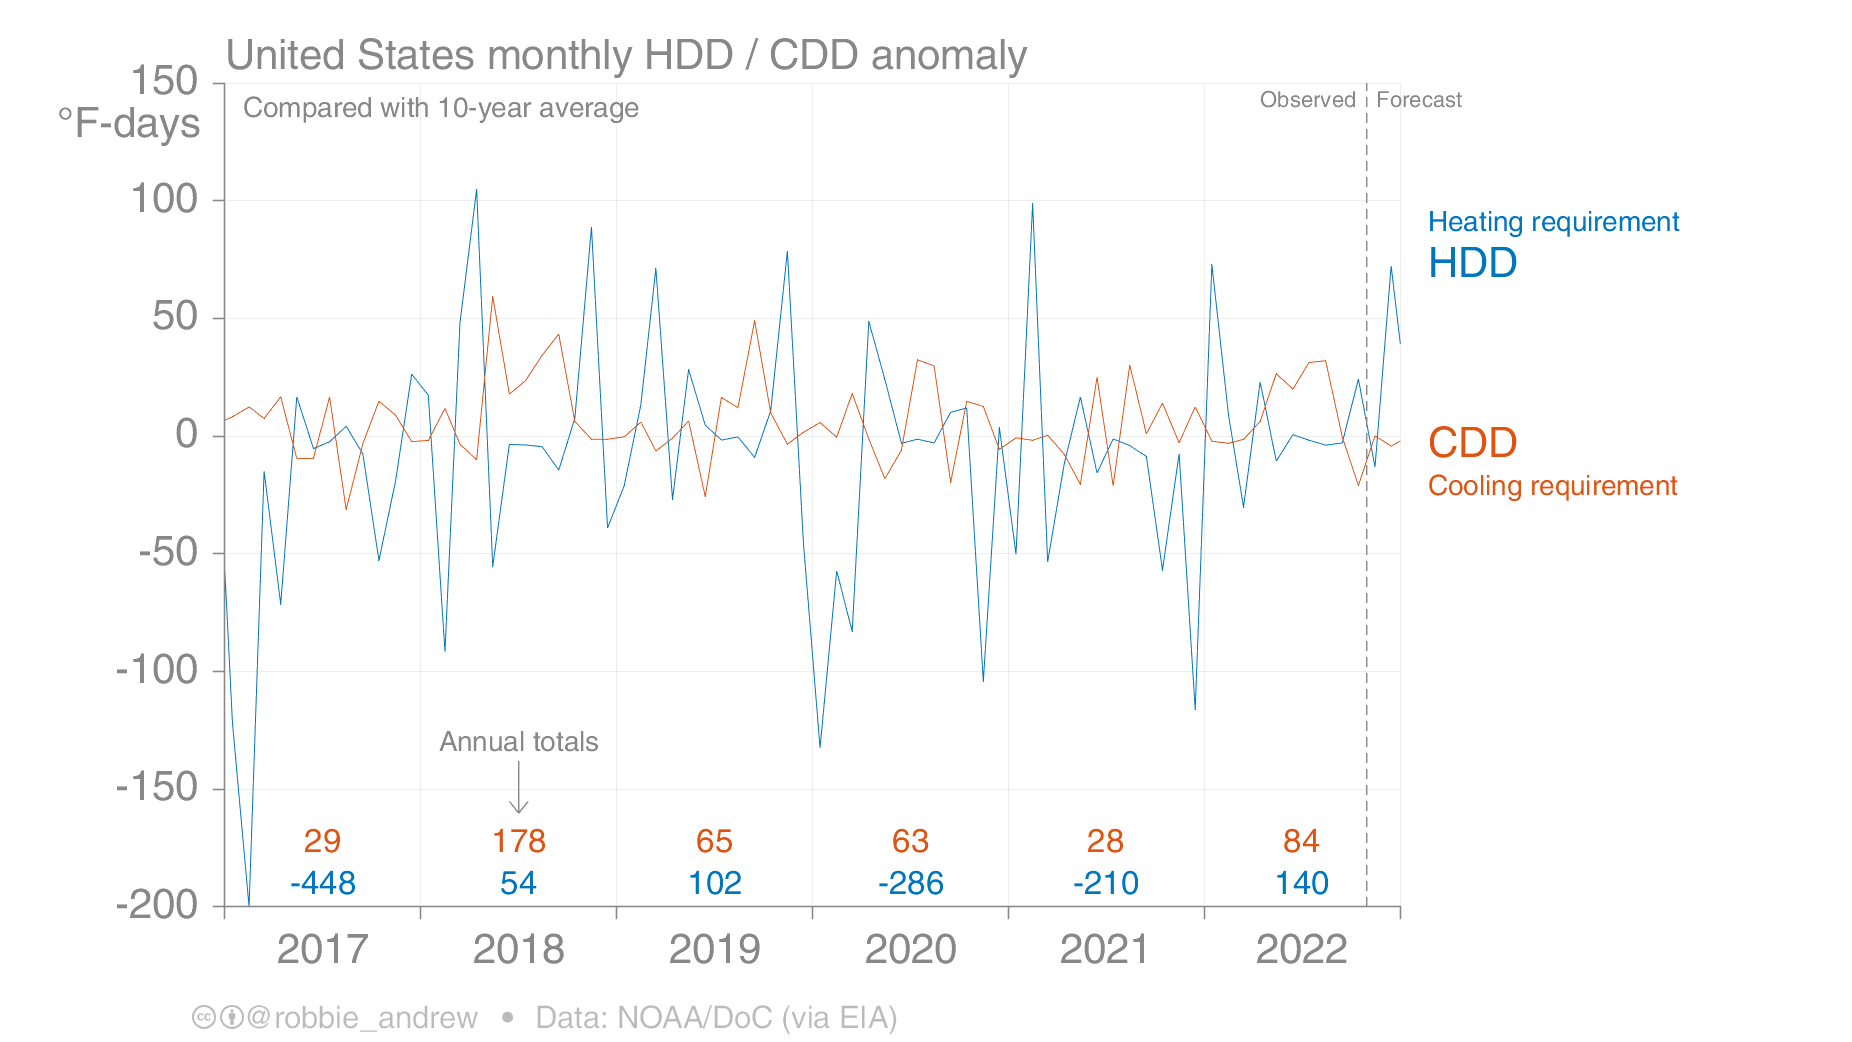 United States monthly HDD / CDD anomaly
150
°F-days
Compared with 10-year average
Observed
Forecast
100
50
0
-50
-100
-150
-200
Heating requirement
HDD
CDD
Cooling requirement
Annual totals
29 178 65 63 28 84
-448 54 102 -286 -210 140
2017 2018 2019 2020 2021 2022
cc @robbie_andrew • Data: NOAA/DoC (via EIA)